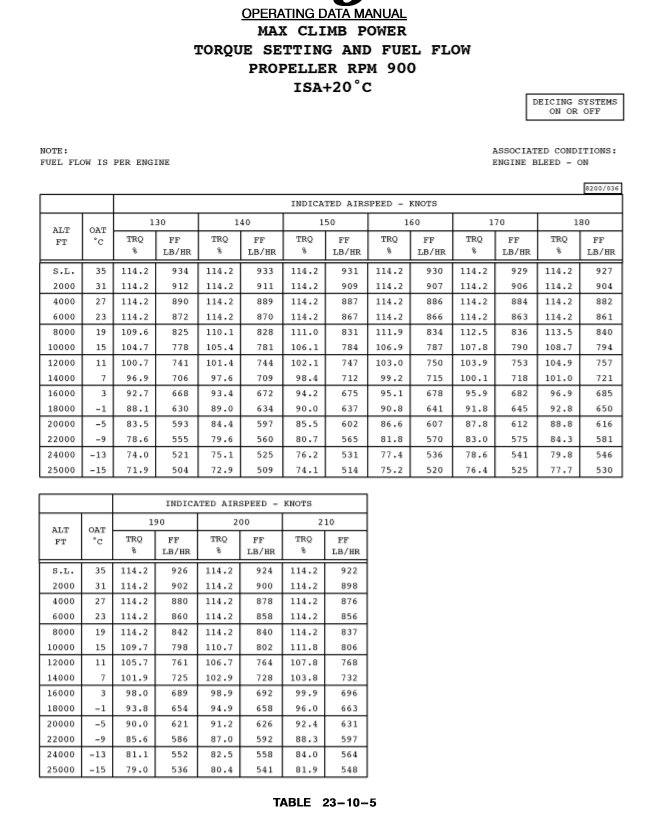 OPERATING DATA MANUAL
MAX CLIMB POWER
TORQUE SETTING AND FUEL FLOW
PROPELLER RPM 900
ISA+20°C
DEICING SYSTEMS
ON OR OFF
NOTE:
FUEL FLOW IS PER ENGINE
ASSOCIATED CONDITIONS:
ENGINE BLEED - ON
8200/036
INDICATED AIRSPEED - KNOTS
ALT FT OAT °C 130 140 150 160 170 180
TRQ % FF LB/HR TRQ % FF LB/HR TRQ % FF LB/HR TRQ % FF LB/HR TRQ % FF LB/HR TRQ % FF LB/HR
S.L. 35 114.2 934 114.2 933 114.2 931 114.2 930 114.2 929 114.2 927
2000 31 114.2 912 114.2 911 114.2 909 114.2 907 114.2 906 114.2 904
4000 27 114.2 890 114.2 889 114.2 887 114.2 886 114.2 884 114.2 882
6000 23 114.2 872 114.2 870 114.2 867 114.2 866 114.2 863 114.2 861
8000 19 109.6 825 110.1 828 111.0 831 111.9 834 112.5 836 113.5 840
10000 15 104.7 778 105.4 781 106.1 784 106.9 787 107.8 790 108.7 794
12000 11 100.7 741 101.4 744 102.1 747 103.0 750 103.9 753 104.9 757
14000 7 96.9 706 97.6 709 98.4 712 99.2 715 100.1 718 101.0 721
16000 3 92.7 668 93.4 672 94.2 675 95.1 678 95.9 682 96.9 685
18000 -1 88.1 630 89.0 634 90.0 637 90.8 641 91.8 645 92.8 650
20000 -5 83.5 593 84.4 597 85.5 602 86.6 607 87.8 612 88.8 616
22000 -9 78.6 555 79.6 560 80.7 565 81.8 570 83.0 575 84.3 581
24000 -13 74.0 521 75.1 525 76.2 531 77.4 536 78.6 541 79.8 546
25000 -15 71.9 504 72.9 509 74.1 514 75.2 520 76.4 525 77.7 530
INDICATED AIRSPEED - KNOTS
ALT FT OAT °C 190 200 210
TRQ % FF LB/HR TRQ % FF LB/HR TRQ % FF LB/HR
S.L. 35 114.2 926 114.2 924 114.2 922
2000 31 114.2 902 114.2 900 114.2 898
4000 27 114.2 880 114.2 878 114.2 876
6000 23 114.2 860 114.2 858 114.2 856
8000 19 114.2 842 114.2 840 114.2 837
10000 15 109.7 798 110.7 802 111.8 806
12000 11 105.7 761 106.7 764 107.8 768
14000 7 101.9 725 102.9 728 103.8 732
16000 3 98.0 689 98.9 692 99.9 696
18000 -1 93.8 654 94.9 658 96.0 663
20000 -5 90.0 621 91.2 626 92.4 631
22000 -9 85.6 586 87.0 592 88.3 597
24000 -13 81.1 552 82.5 558 84.0 564
25000 -15 79.0 536 80.4 541 81.9 548
TABLE 23-10-5